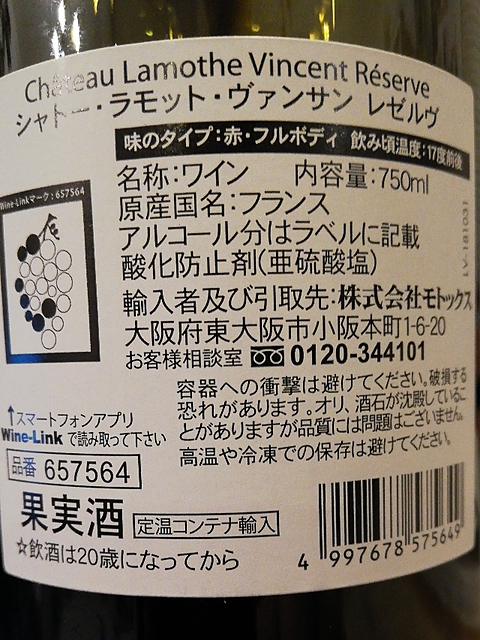 Château Lamothe Vincent Réserve
シャトー・ラモット・ヴァンサン レゼルヴ
味のタイプ:赤・フルボディ 飲み頃温度:17度前後
名称:ワイン 内容量:750ml
原産国名:フランス
アルコール分はラベルに記載
酸化防止剤(亜硫酸塩)
輸入者及び引取先:株式会社モトックス
大阪府東大阪市小阪本町1-6-20
お客様相談室 0120-344101
Wine-Linkマーク:657564
↑スマートフォンアプリ
Wine-Linkで読み取って下さい
品番 657564
容器への衝撃は避けてください。破損する
恐れがあります。オリ、酒石が沈殿しているこ
とがありますが品質には問題はございません。
高温や冷凍での保存は避けてください。
果実酒 定温コンテナ輸入
☆飲酒は20歳になってから
4 997678 575649